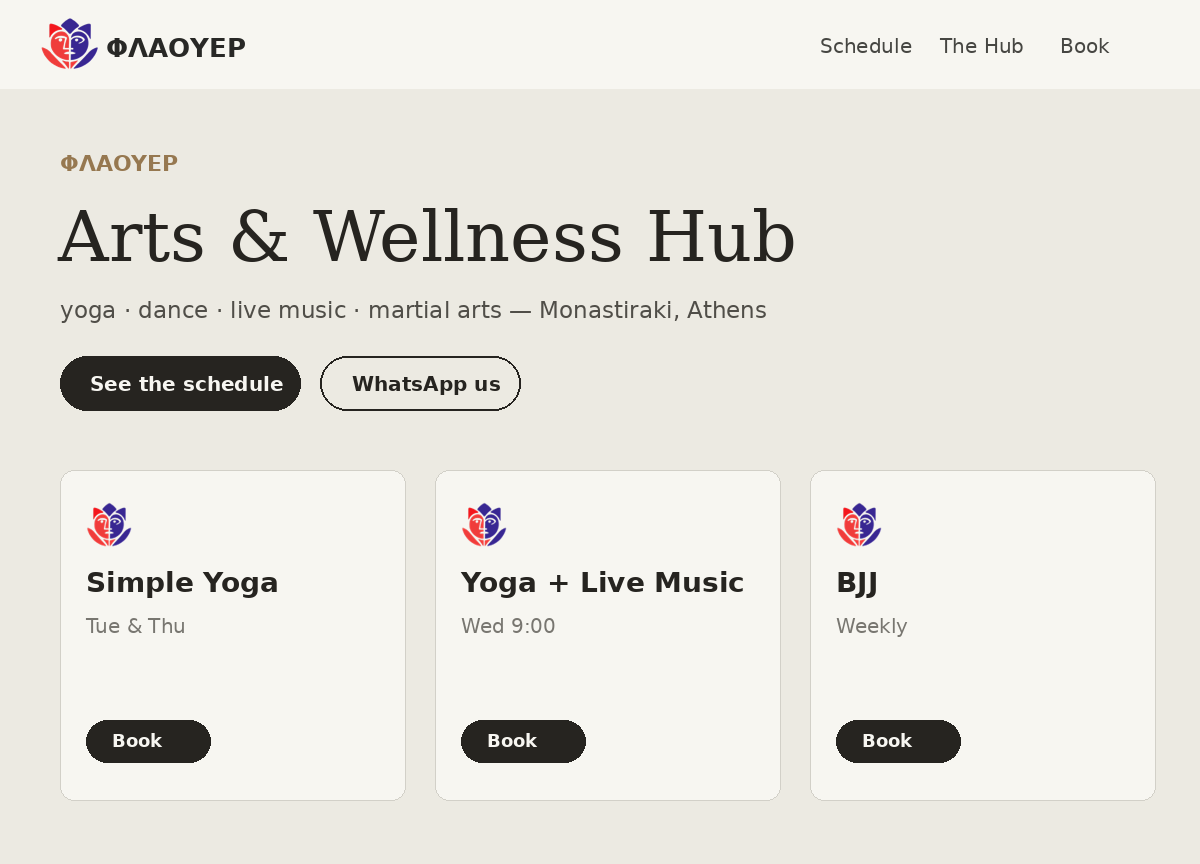 ΦΛΑΟΥΕΡ
Schedule The Hub Book
ΦΛΑΟΥΕΡ
Arts & Wellness Hub
yoga · dance · live music · martial arts — Monastiraki, Athens
See the schedule WhatsApp us
Simple Yoga
Tue & Thu
Book
Yoga + Live Music
Wed 9:00
Book
BJJ
Weekly
Book